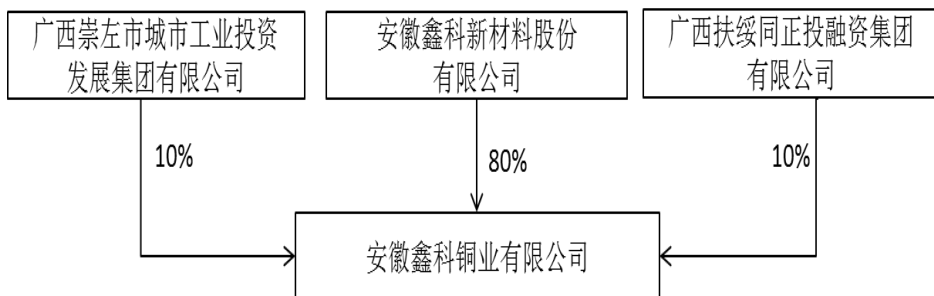 广西崇左市城市工业投资
发展集团有限公司
安徽鑫科新材料股份
有限公司
广西扶绥同正投融资集团
有限公司
10%
80%
10%
安徽鑫科铜业有限公司